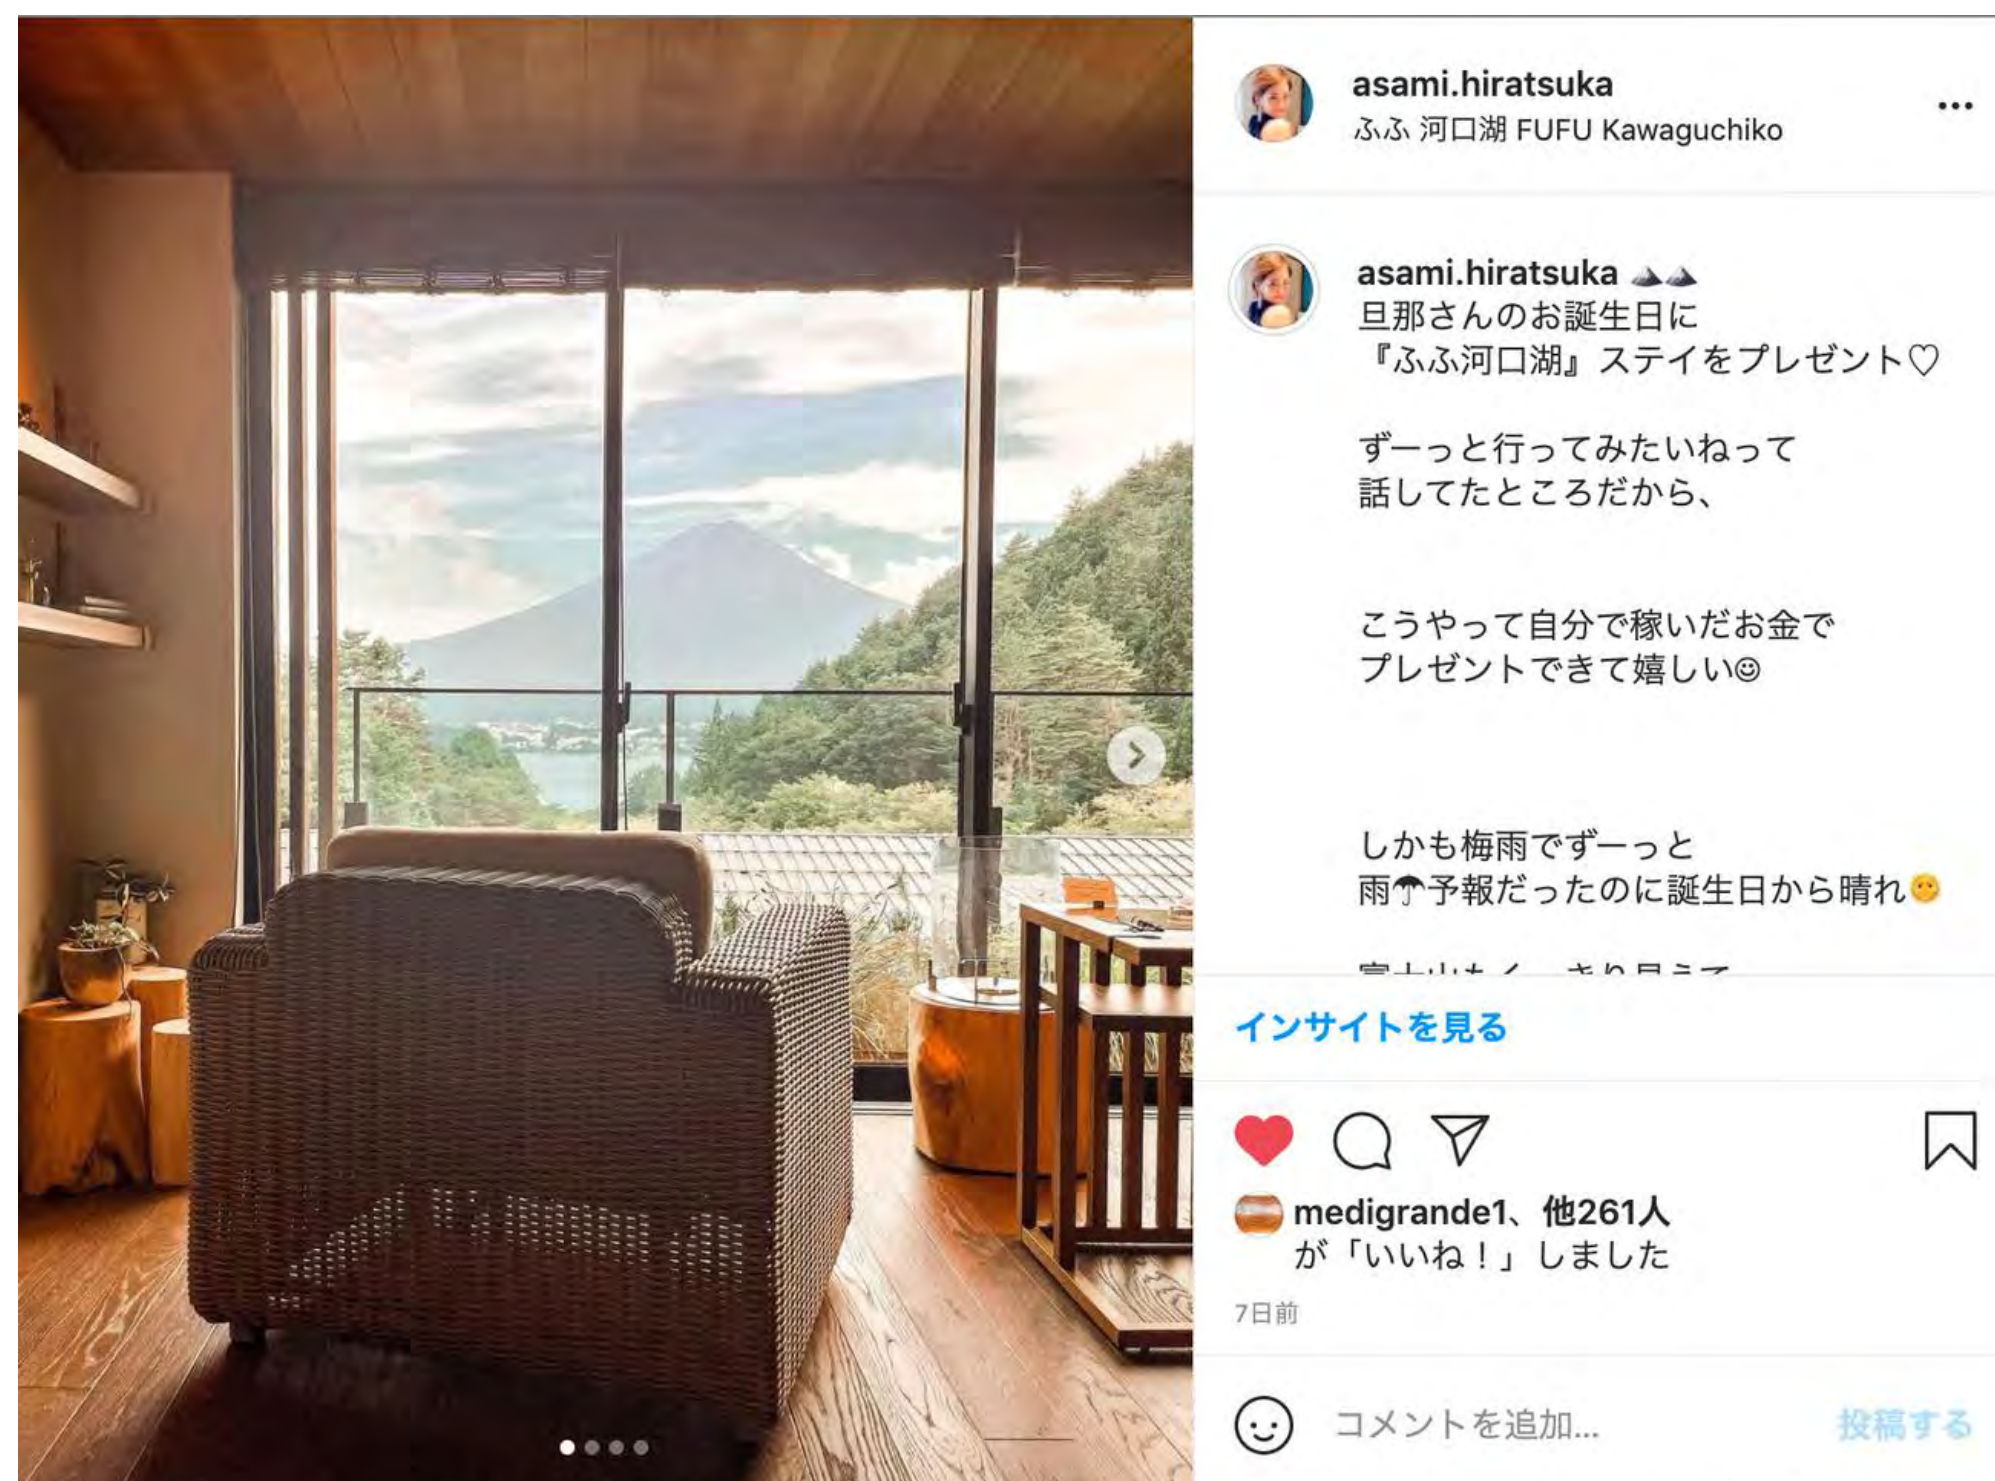 asami.hiratsuka
ふふ 河口湖 FUFU Kawaguchiko
asami.hiratsuka ⛰⛰
旦那さんのお誕生日に
『ふふ河口湖』ステイをプレゼント♡
ずーっと行ってみたいねって
話してたところだから、
こうやって自分で稼いだお金で
プレゼントできて嬉しい☺
しかも梅雨でずーっと
雨☂予報だったのに誕生日から晴れ🌞
インサイトを見る
medigrande1、他261人
が「いいね！」しました
7日前
コメントを追加...
投稿する